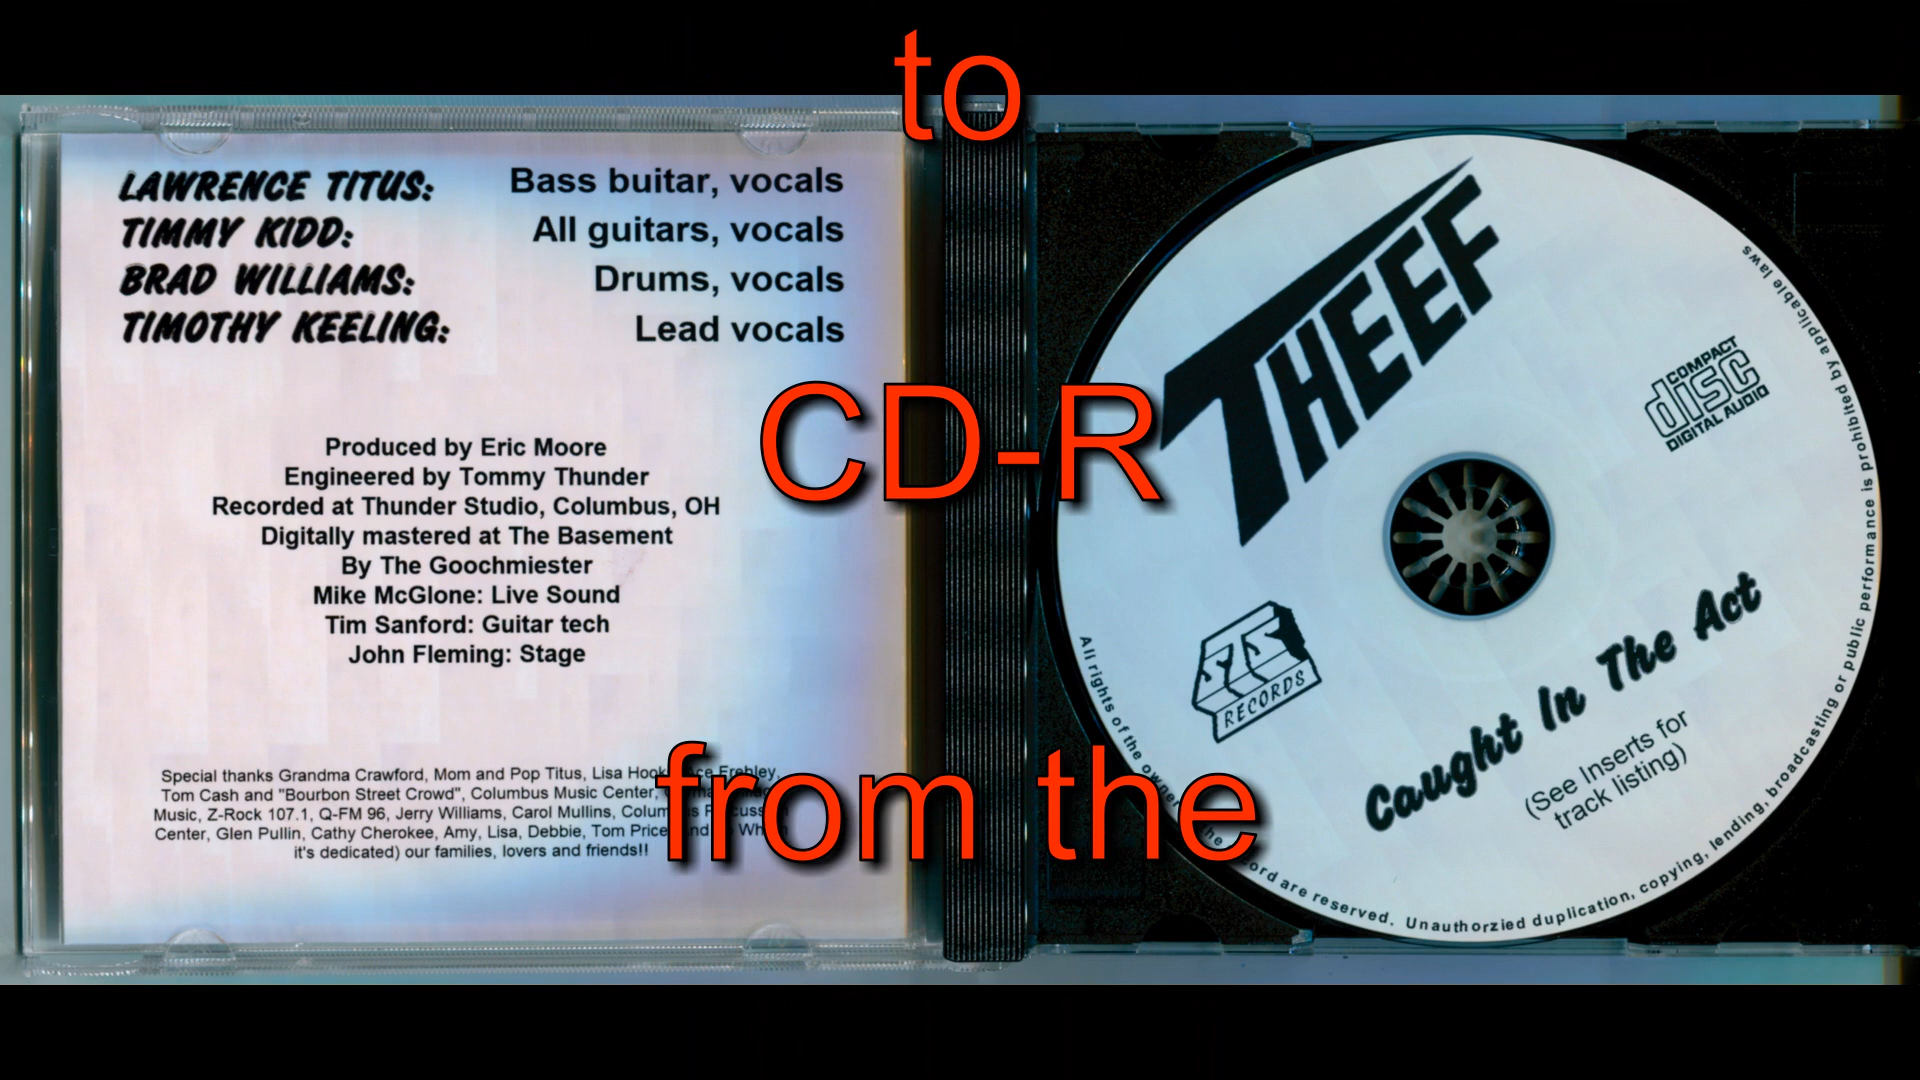 to
CD-R
from the
LAWRENCE TITUS: Bass buitar, vocals
TIMMY KIDD: All guitars, vocals
BRAD WILLIAMS: Drums, vocals
TIMOTHY KEELING: Lead vocals
Produced by Eric Moore
Engineered by Tommy Thunder
Recorded at Thunder Studio, Columbus, OH
Digitally mastered at The Basement
By The Goochmiester
Mike McGlone: Live Sound
Tim Sanford: Guitar tech
John Fleming: Stage
Special thanks Grandma Crawford, Mom and Pop Titus, Lisa
Tom Cash and "Bourbon Street Crowd", Columbus Music Center,
Music, Z-Rock 107.1, Q-FM 96, Jerry Williams, Carol Mullins,
Center, Glen Pullin, Cathy Cherokee, Amy, Lisa, Debbie, Tom Price
it's dedicated) our families, lovers and friends!!
THEEF
COMPACT
disc
DIGITAL AUDIO
STS
RECORDS
Caught In The Act
(See Inserts for
track listing)
All rights of the are reserved. Unauthorzied duplication, copying, lending, broadcasting or public performance is prohibited by applicable laws